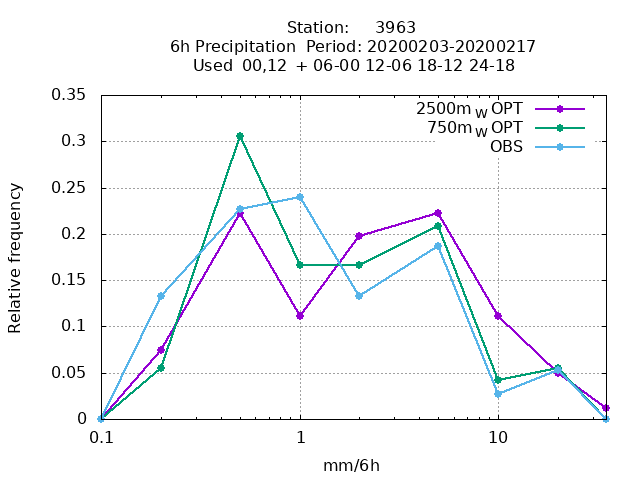 Station: 3963
6h Precipitation Period: 20200203-20200217
Used 00,12 + 06-00 12-06 18-12 24-18
2500m W OPT
750m W OPT
OBS
0.35
0.3
0.25
0.2
0.15
0.1
0.05
0
Relative frequency
0.1 1 10
mm/6h